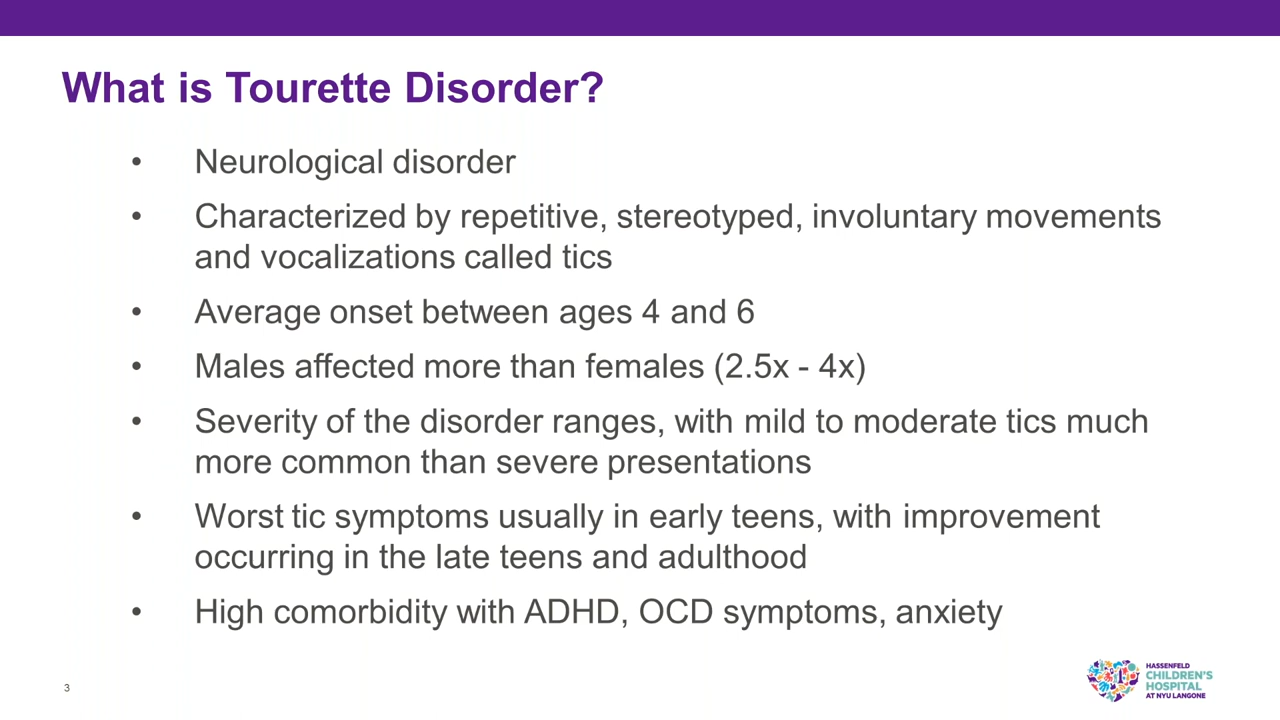 What is Tourette Disorder?
• Neurological disorder
• Characterized by repetitive, stereotyped, involuntary movements
and vocalizations called tics
• Average onset between ages 4 and 6
• Males affected more than females (2.5x - 4x)
• Severity of the disorder ranges, with mild to moderate tics much
more common than severe presentations
• Worst tic symptoms usually in early teens, with improvement
occurring in the late teens and adulthood
• High comorbidity with ADHD, OCD symptoms, anxiety
3
HASSENFELD
CHILDREN'S
HOSPITAL
AT NYU LANGONE